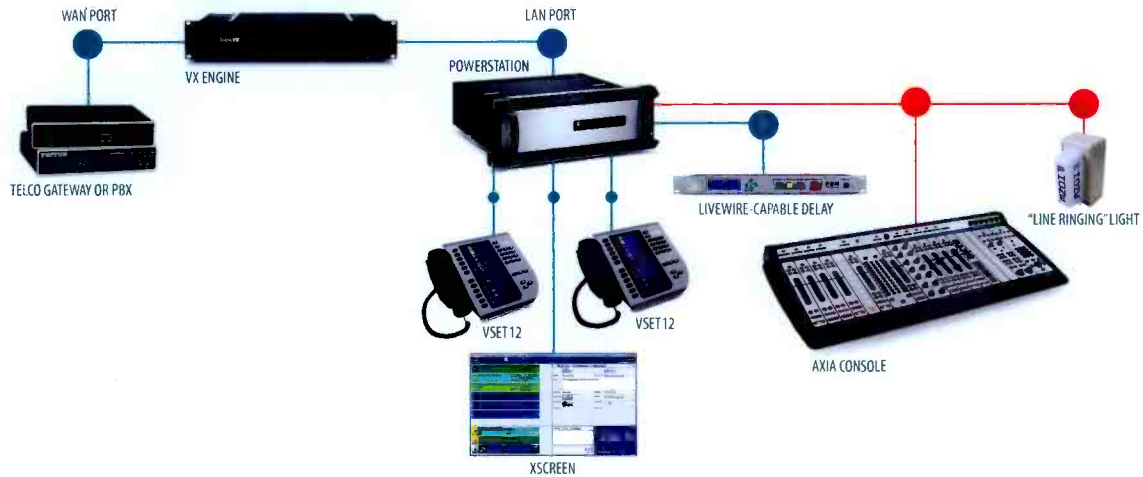 WAN PORT
LAN PORT
VX ENGINE
POWERSTATION
TELCO GATEWAY OR PBX
LIVEWIRE-CAPABLE DELAY
"LINE RINGING" LIGHT
VSET12
VSET12
AXIA CONSOLE
XSCREEN